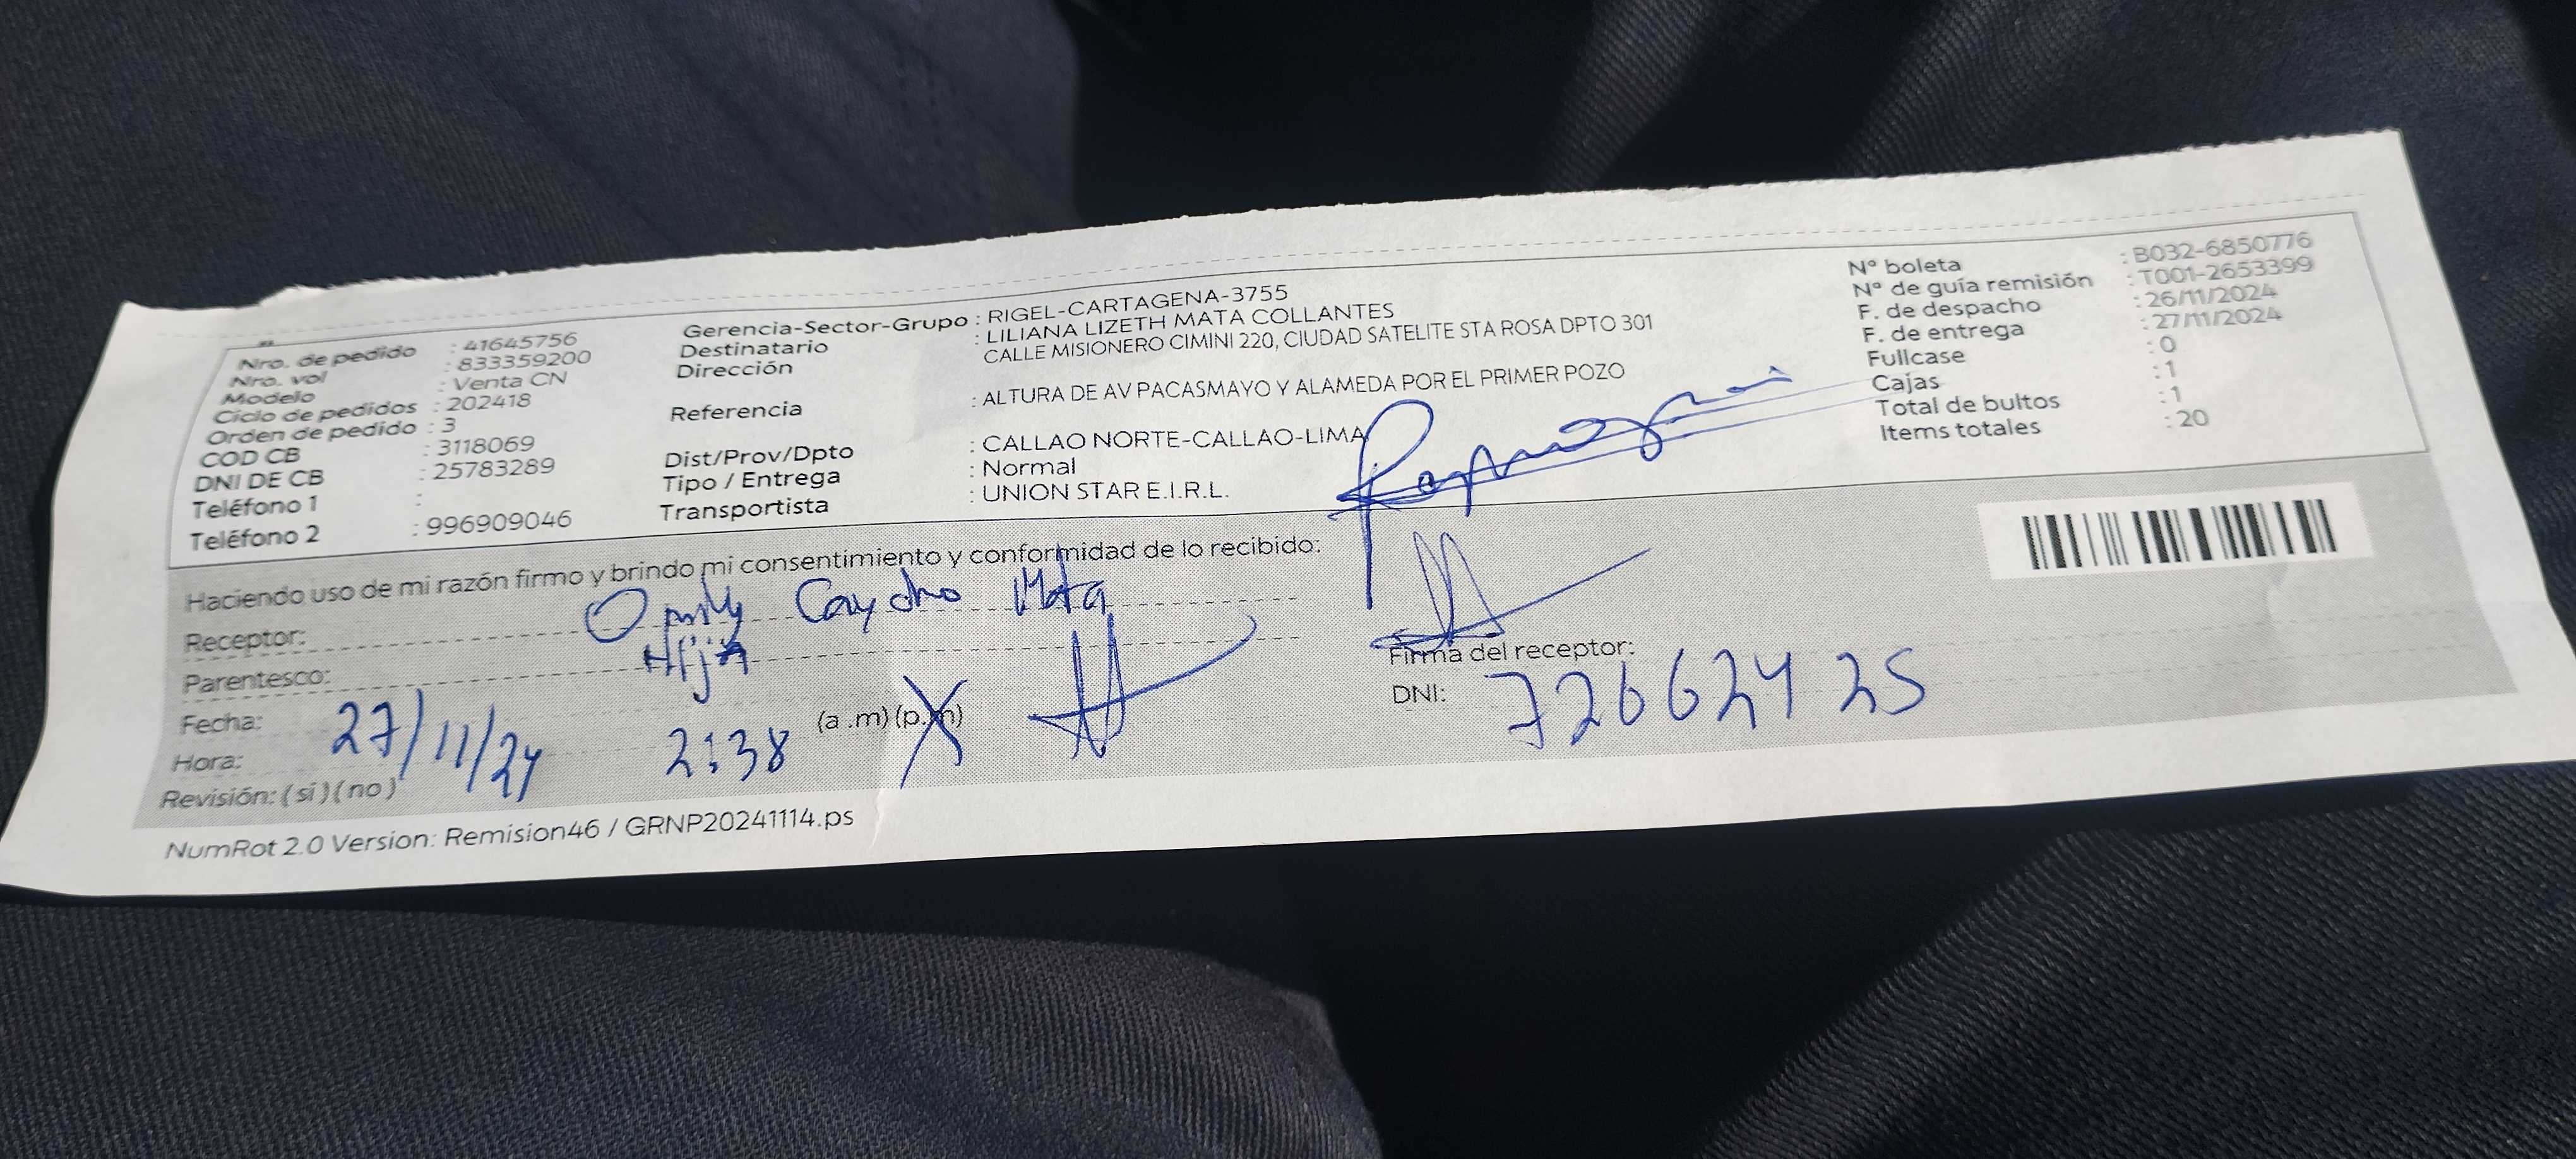 Nro. de pedido : 41645756
Nro. vol : 833359200
Modelo : Venta CN
Ciclo de pedidos : 202418
Orden de pedido : 3
COD CB : 3118069
DNI DE CB : 25783289
Teléfono 1 :
Teléfono 2 : 996909046
Gerencia-Sector-Grupo : RIGEL-CARTAGENA-3755
Destinatario : LILIANA LIZETH MATA COLLANTES
Dirección CALLE MISIONERO CIMINI 220, CIUDAD SATELITE STA ROSA DPTO 301
Referencia : ALTURA DE AV PACASMAYO Y ALAMEDA POR EL PRIMER POZO
Dist/Prov/Dpto : CALLAO NORTE-CALLAO-LIMA
Tipo / Entrega : Normal
Transportista : UNION STAR E.I.R.L.
N° boleta : B032-6850776
N° de guía remisión : T001-2653399
F. de despacho : 26/11/2024
F. de entrega : 27/11/2024
Fullcase : 0
Cajas : 1
Total de bultos : 1
Items totales : 20
Haciendo uso de mi razón firmo y brindo mi consentimiento y conformidad de lo recibido:
Receptor: Caycho Mata
Parentesco: Hija
Fecha: 27/11/24
Hora: 2:38 (a .m) (p.m)
Revisión: (si) (no)
Firma del receptor:
DNI: 72662425
NumRot 2.0 Version: Remision46 / GRNP20241114.ps